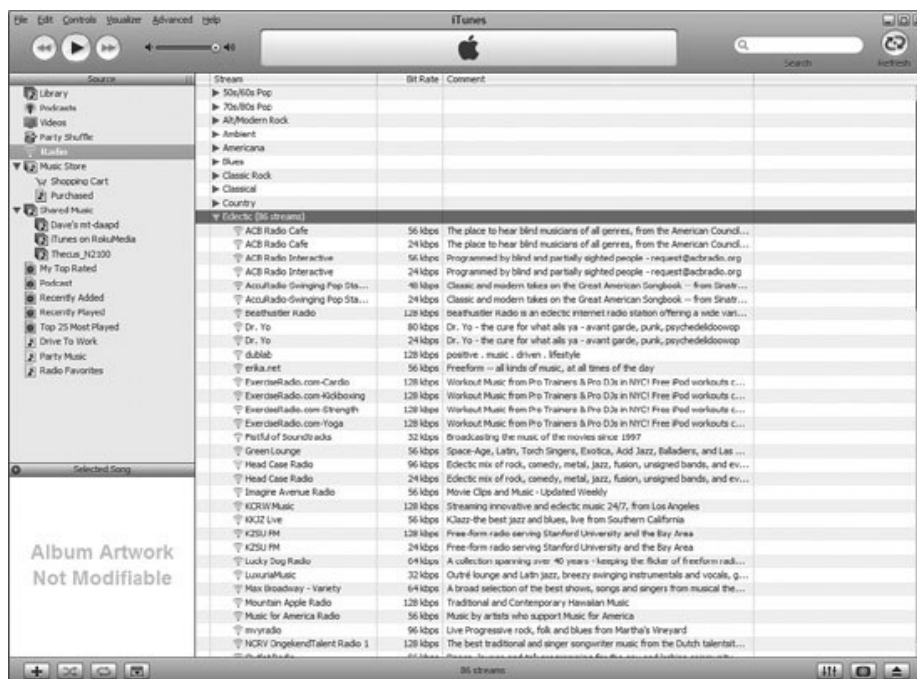 File Edit Controls Visualizer Advanced Help
iTunes
Search
Refresh
Source
Library
Podcasts
Videos
Party Shuffle
Radio
Music Store
Shopping Cart
Purchased
Shared Music
Dave's mt-daapd
iTunes on RokuMedia
Thecus_N2100
My Top Rated
Podcast
Recently Added
Recently Played
Top 25 Most Played
Drive To Work
Party Music
Radio Favorites
Selected Song
Album Artwork
Not Modifiable
Stream Bit Rate Comment
50s/60s Pop
70s/80s Pop
Alt/Modern Rock
Ambient
Americana
Blues
Classic Rock
Classical
Country
Eclectic (86 streams)
ACB Radio Cafe 56 kbps The place to hear blind musicians of all genres, from the American Council...
ACB Radio Cafe 24 kbps The place to hear blind musicians of all genres, from the American Council...
ACB Radio Interactive 56 kbps Programmed by blind and partially sighted people - request@acbradio.org
ACB Radio Interactive 24 kbps Programmed by blind and partially sighted people - request@acbradio.org
AccuRadio-Swinging Pop Sta... 48 kbps Classic and modern takes on the Great American Songbook -- from Sinatr...
AccuRadio-Swinging Pop Sta... 24 kbps Classic and modern takes on the Great American Songbook -- from Sinatr...
Beathustler Radio 128 kbps Beathustler Radio is an eclectic internet radio station offering a wide vari...
Dr. Yo 80 kbps Dr. Yo - the cure for what ails ya - avant garde, punk, psychedelidoowop
Dr. Yo 24 kbps Dr. Yo - the cure for what ails ya - avant garde, punk, psychedelidoowop
dublab 128 kbps positive . music . driven . lifestyle
erika.net 56 kbps Freeform -- all kinds of music, at all times of the day
ExerciseRadio.com-Cardio 128 kbps Workout Music from Pro Trainers & Pro DJs in NYC! Free iPod workouts c...
ExerciseRadio.com-Kickboxing 128 kbps Workout Music from Pro Trainers & Pro DJs in NYC! Free iPod workouts c...
ExerciseRadio.com-Strength 128 kbps Workout Music from Pro Trainers & Pro DJs in NYC! Free iPod workouts c...
ExerciseRadio.com-Yoga 128 kbps Workout Music from Pro Trainers & Pro DJs in NYC! Free iPod workouts c...
Fistful of Soundtracks 32 kbps Broadcasting the music of the movies since 1997
Green Lounge 56 kbps Space-Age, Latin, Torch Singers, Exotica, Acid Jazz, Balladers, and Las ...
Head Case Radio 96 kbps Eclectic mix of rock, comedy, metal, jazz, fusion, unsigned bands, and ev...
Head Case Radio 24 kbps Eclectic mix of rock, comedy, metal, jazz, fusion, unsigned bands, and ev...
Imagine Avenue Radio 56 kbps Movie Clips and Music - Updated Weekly
KCRW Music 128 kbps Streaming innovative and eclectic music 24/7, from Los Angeles
KKJZ Live 56 kbps KJazz-the best jazz and blues, live from Southern California
KZSU FM 128 kbps Free-form radio serving Stanford University and the Bay Area
KZSU FM 24 kbps Free-form radio serving Stanford University and the Bay Area
Lucky Dog Radio 64 kbps A collection spanning over 40 years - keeping the flicker of freeform radi...
LuxuriaMusic 32 kbps Outré lounge and Latin jazz, breezy swinging instrumentals and vocals, g...
Max Broadway - Variety 64 kbps A broad selection of the best shows, songs and singers from musical the...
Mountain Apple Radio 128 kbps Traditional and Contemporary Hawaiian Music
Music for America Radio 56 kbps Music by artists who support Music for America
mvyradio 96 kbps Live Progressive rock, folk and blues from Martha's Vineyard
NCRV OngekendTalent Radio 1 128 kbps The best traditional and singer songwriter music from the Dutch talentsit...
86 streams